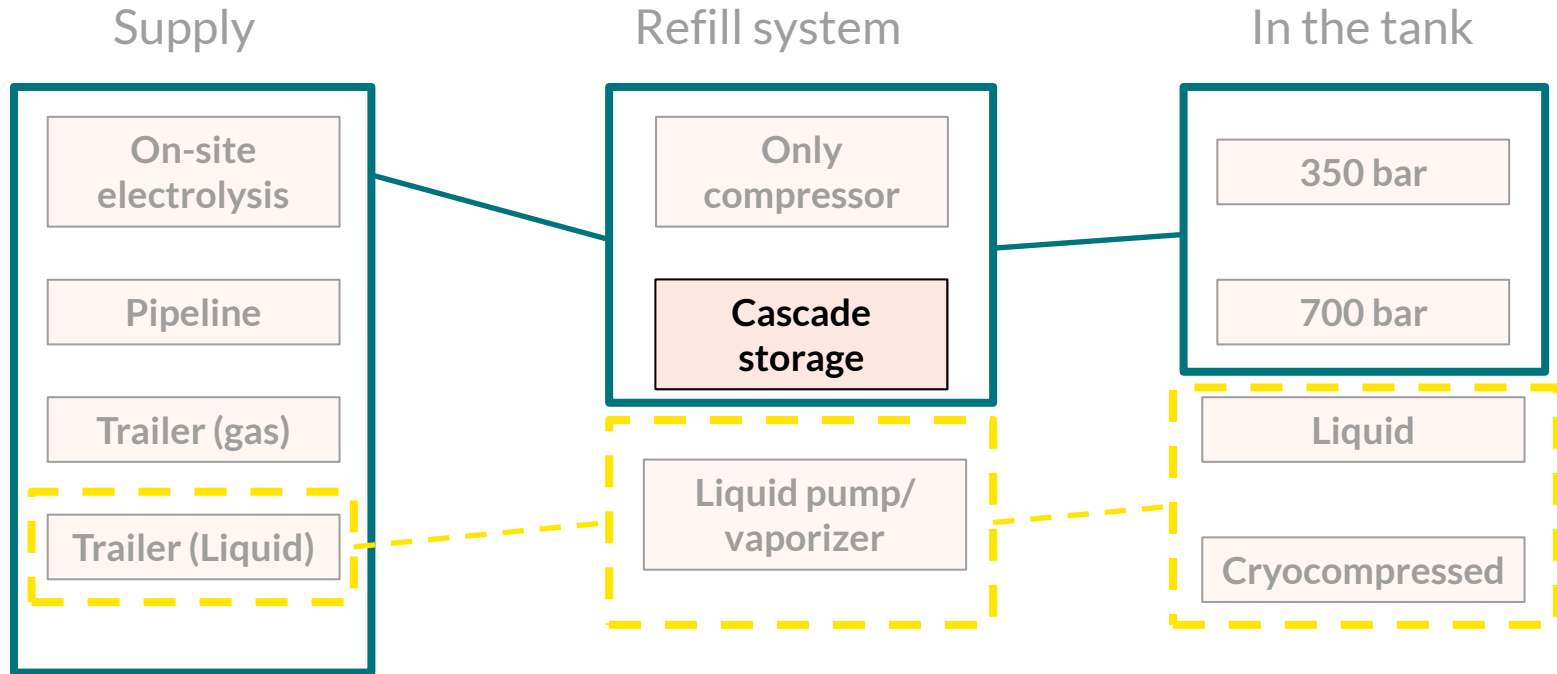 Supply
Refill system
In the tank
On-site
electrolysis
Pipeline
Trailer (gas)
Trailer (Liquid)
Only
compressor
Cascade
storage
Liquid pump/
vaporizer
350 bar
700 bar
Liquid
Cryocompressed